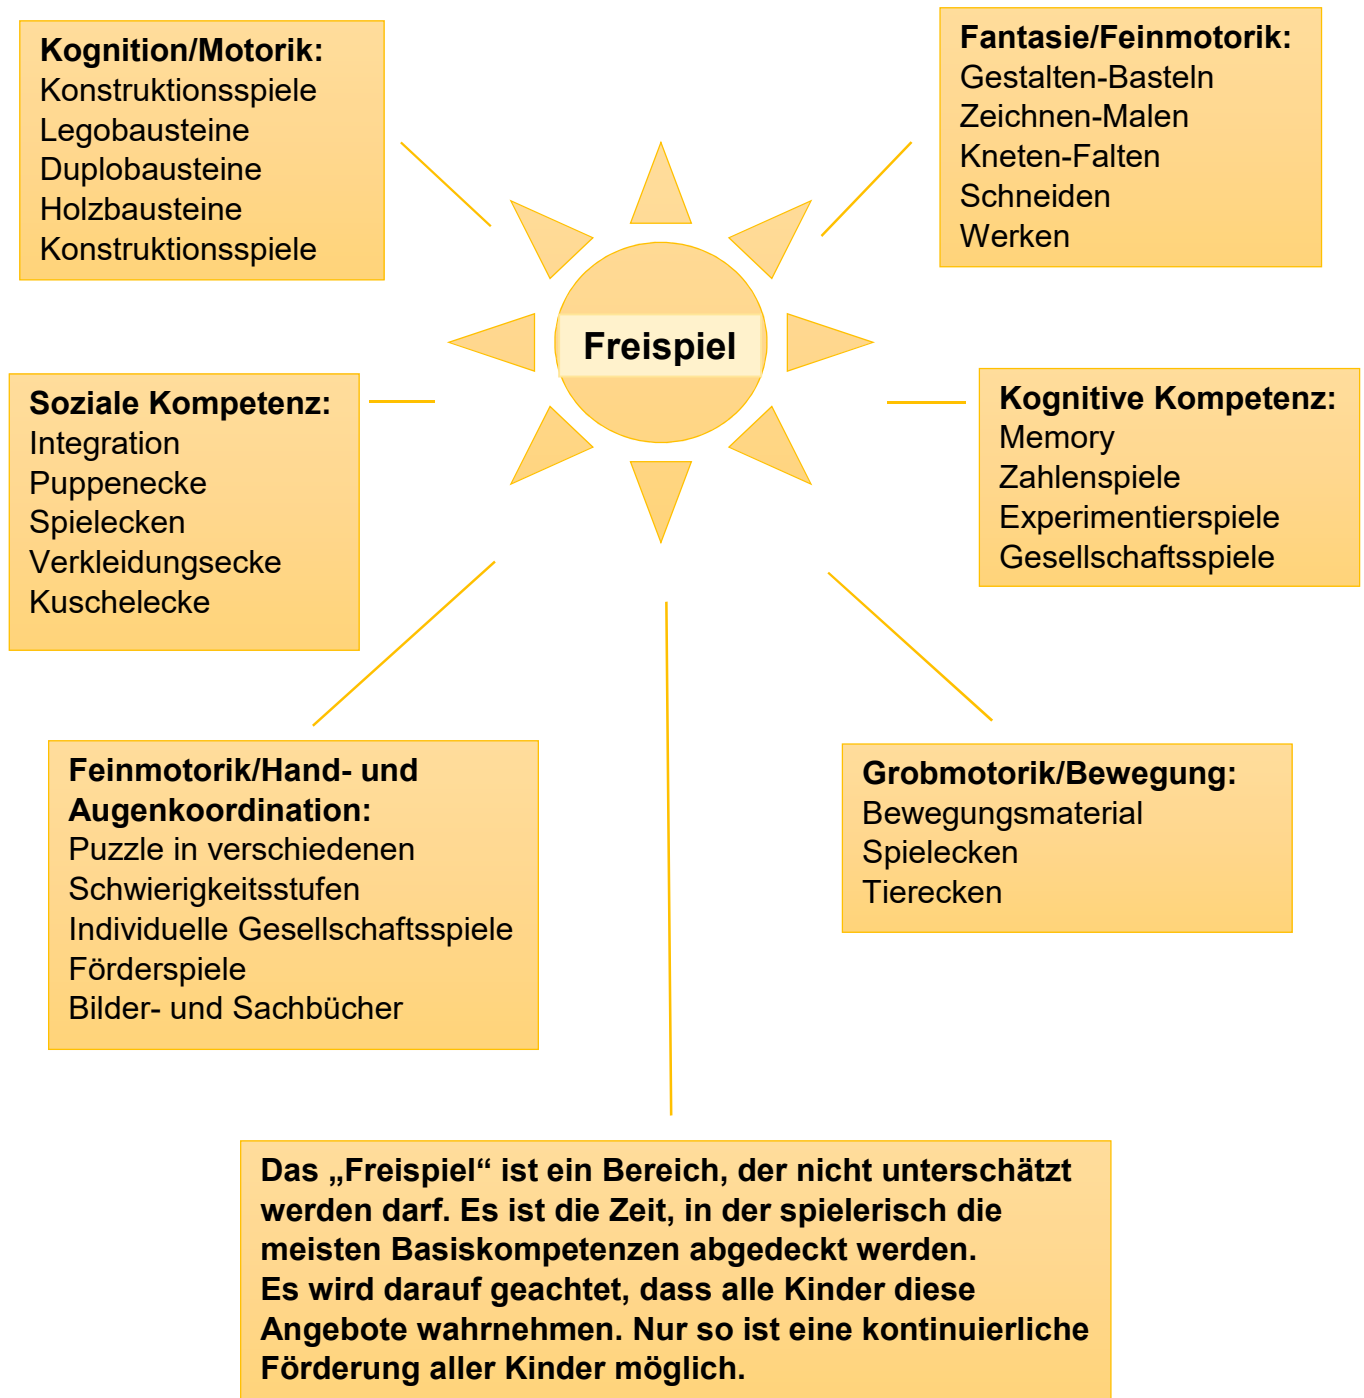 Kognition/Motorik:
Konstruktionsspiele
Legobausteine
Duplobausteine
Holzbausteine
Konstruktionsspiele
Fantasie/Feinmotorik:
Gestalten-Basteln
Zeichnen-Malen
Kneten-Falten
Schneiden
Werken
Freispiel
Soziale Kompetenz:
Integration
Puppenecke
Spielecken
Verkleidungsecke
Kuschelecke
Kognitive Kompetenz:
Memory
Zahlenspiele
Experimentierspiele
Gesellschaftsspiele
Feinmotorik/Hand- und
Augenkoordination:
Puzzle in verschiedenen
Schwierigkeitsstufen
Individuelle Gesellschaftsspiele
Förderspiele
Bilder- und Sachbücher
Grobmotorik/Bewegung:
Bewegungsmaterial
Spielecken
Tierecken
Das „Freispiel“ ist ein Bereich, der nicht unterschätzt
werden darf. Es ist die Zeit, in der spielerisch die
meisten Basiskompetenzen abgedeckt werden.
Es wird darauf geachtet, dass alle Kinder diese
Angebote wahrnehmen. Nur so ist eine kontinuierliche
Förderung aller Kinder möglich.